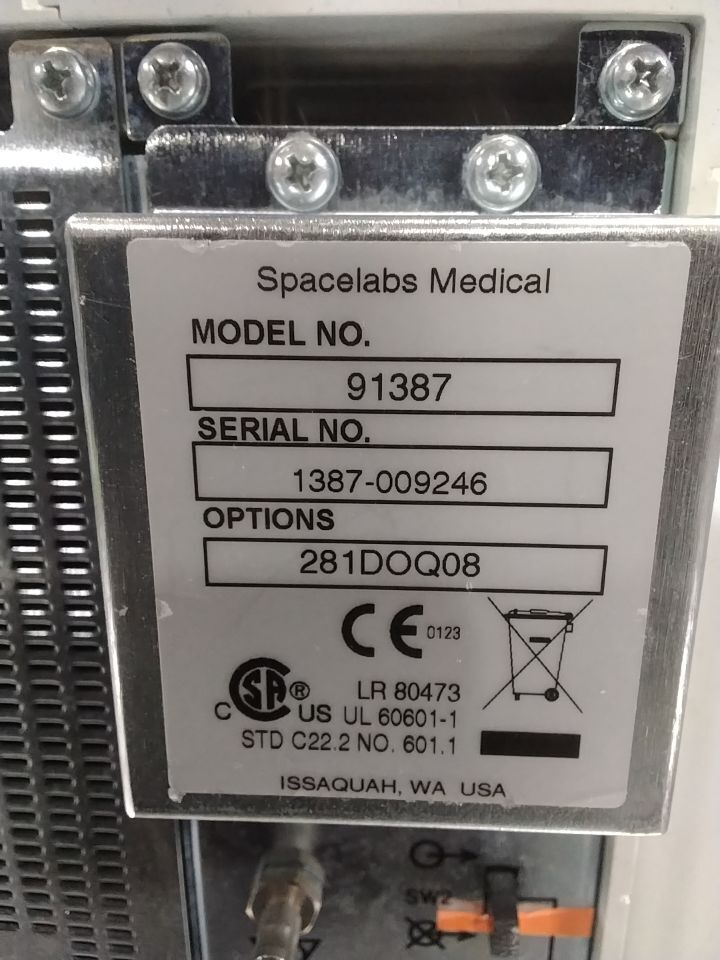 Spacelabs Medical
MODEL NO.
91387
SERIAL NO.
1387-009246
OPTIONS
281DOQ08
CE 0123
C SA® US
LR 80473
UL 60601-1
STD C22.2 NO. 601.1
ISSAQUAH, WA USA
SW2